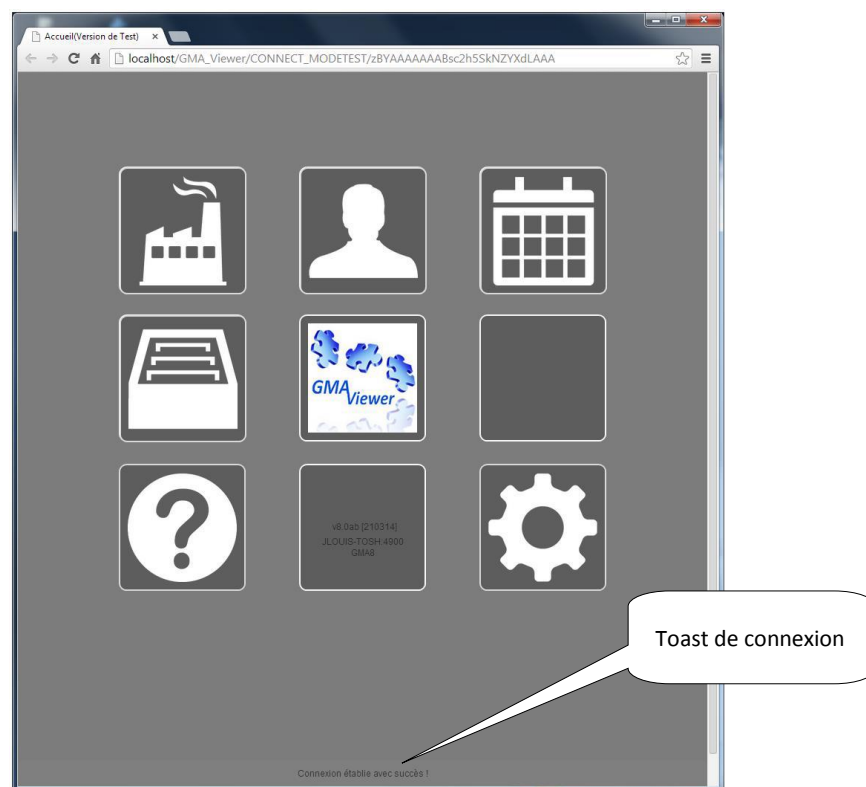 Accueil(Version de Test)
localhost/GMA_Viewer/CONNECT_MODETEST/zBYAAAAAABsc2h5SkNZYXdLAAA
GMA
Viewer
v8.0ab [210314]
JLOUIS-TOSH:4900
GMA8
Toast de connexion
Connexion établie avec succès !